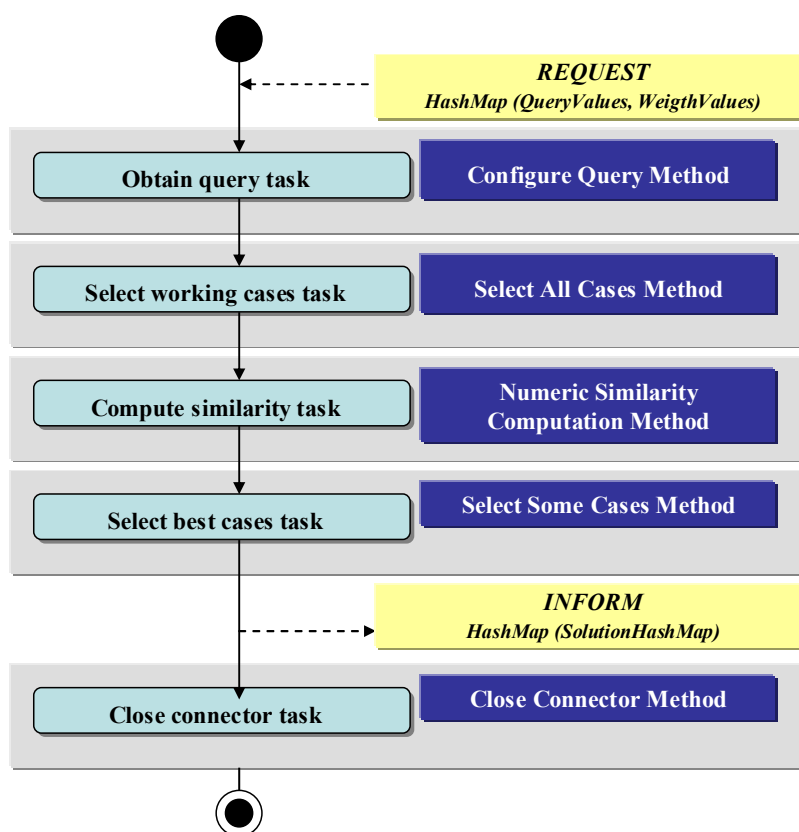 REQUEST
HashMap (QueryValues, WeigthValues)
Obtain query task
Configure Query Method
Select working cases task
Select All Cases Method
Compute similarity task
Numeric Similarity
Computation Method
Select best cases task
Select Some Cases Method
INFORM
HashMap (SolutionHashMap)
Close connector task
Close Connector Method